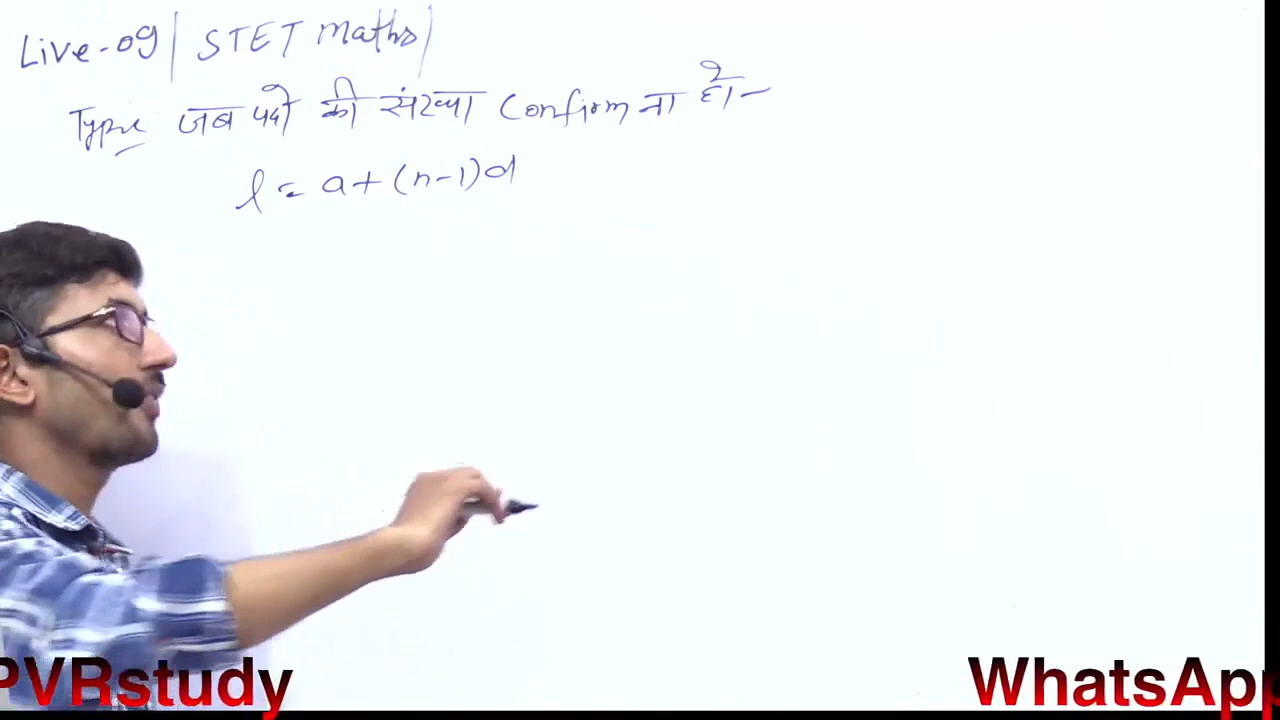 Live-09| STET Maths|
Type जब पदो की संख्या Confirm ना हो-
l = a+(n-1)d
PVRstudy
WhatsApp